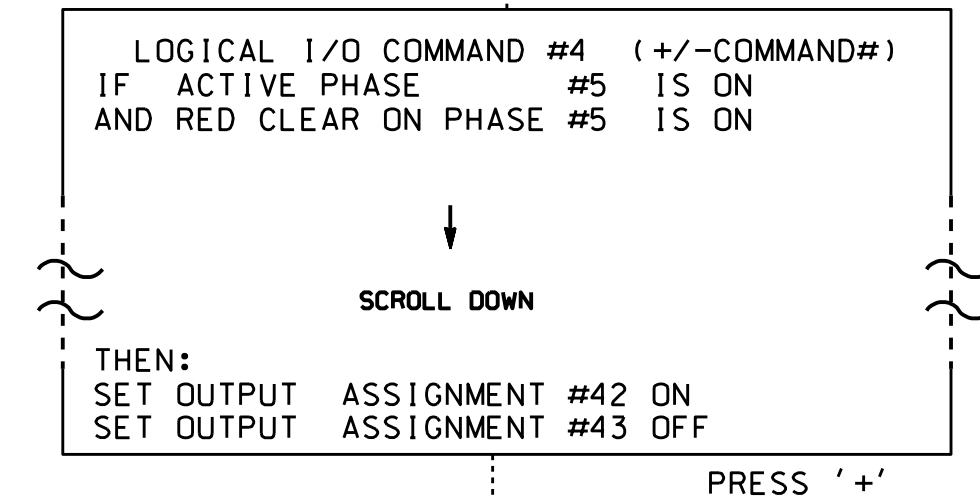 LOGICAL I/O COMMAND #4 (+/-COMMAND#)
IF ACTIVE PHASE #5 IS ON
AND RED CLEAR ON PHASE #5 IS ON
SCROLL DOWN
THEN:
SET OUTPUT ASSIGNMENT #42 ON
SET OUTPUT ASSIGNMENT #43 OFF
PRESS '+'